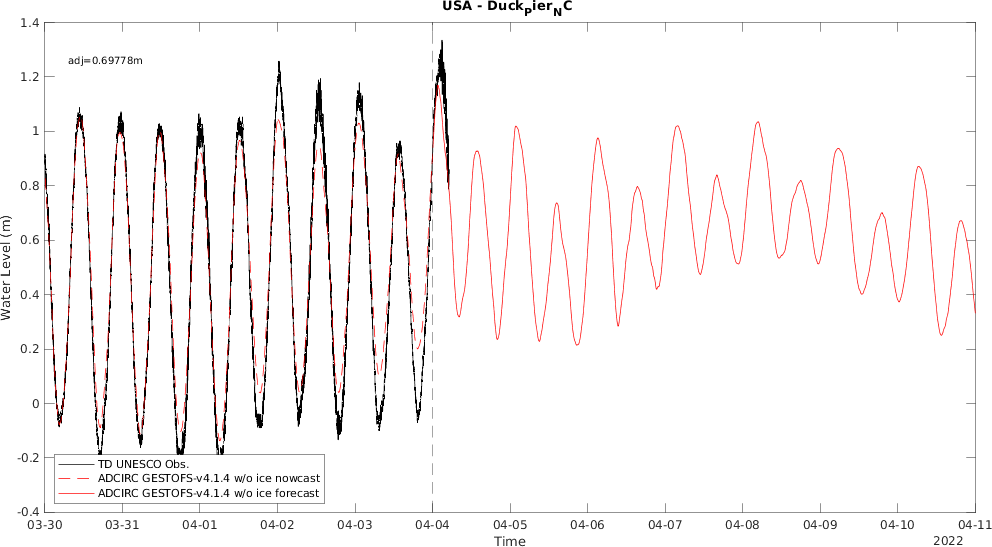 USA - Duck_Pier_NC
adj=0.69778m
1.4
1.2
1
0.8
0.6
0.4
0.2
0
-0.2
-0.4
Water Level (m)
TD UNESCO Obs.
ADCIRC GESTOFS-v4.1.4 w/o ice nowcast
ADCIRC GESTOFS-v4.1.4 w/o ice forecast
03-30 03-31 04-01 04-02 04-03 04-04 04-05 04-06 04-07 04-08 04-09 04-10 04-11
Time
2022